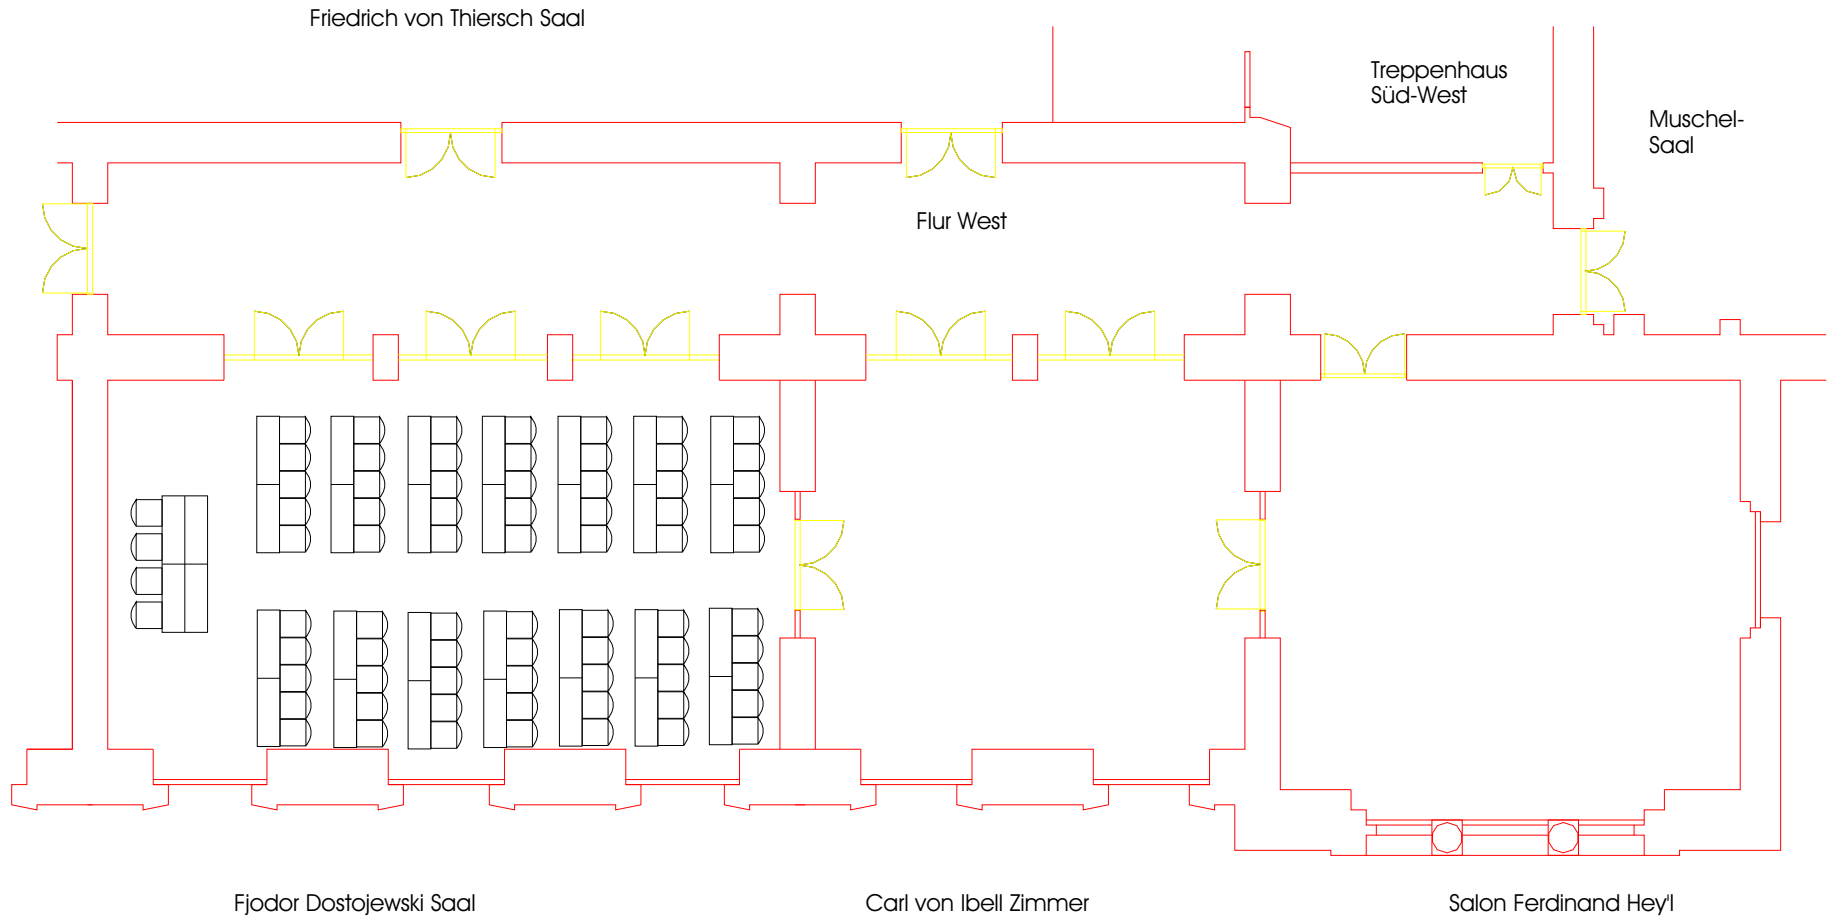 Friedrich von Thiersch Saal
Treppenhaus
Süd-West
Muschel-
Saal
Flur West
Fjodor Dostojewski Saal
Carl von Ibell Zimmer
Salon Ferdinand Hey'l